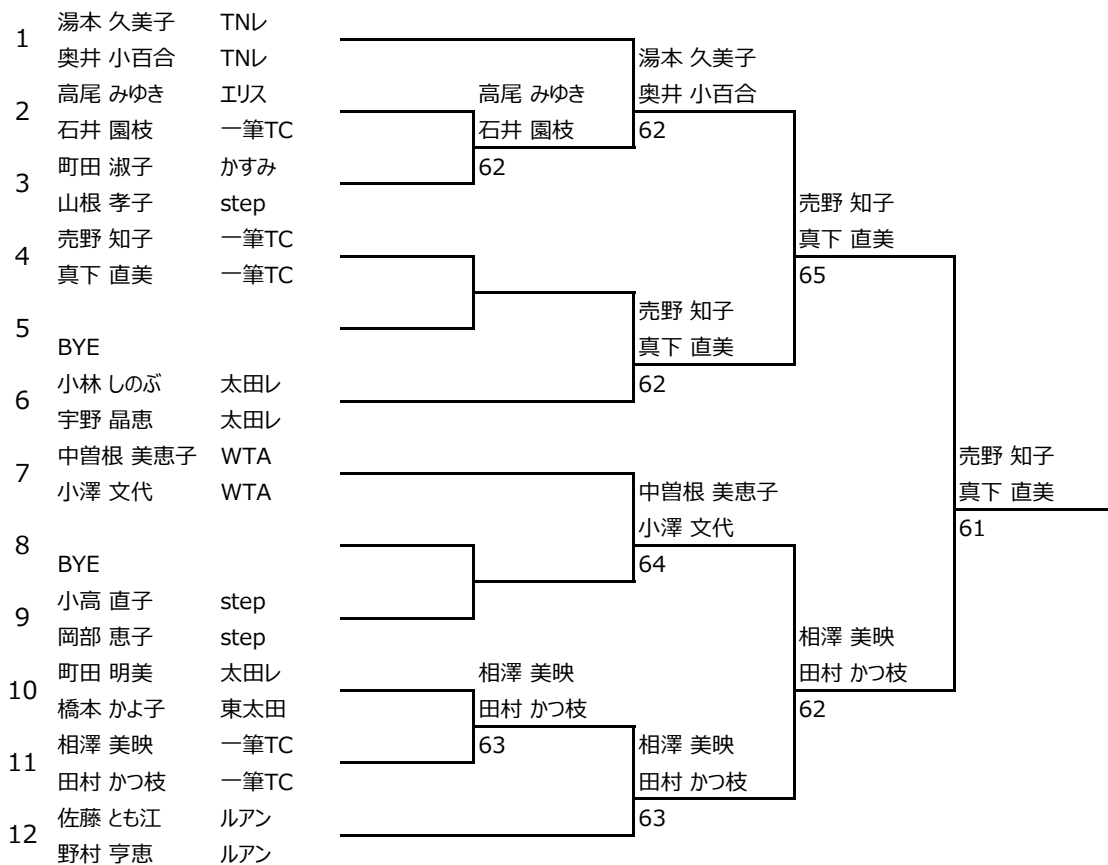 1 湯本 久美子 TNレ
奥井 小百合 TNレ
湯本 久美子
2 高尾 みゆき エリス 高尾 みゆき 奥井 小百合
石井 園枝 一筆TC 石井 園枝 62
3 町田 淑子 かすみ 62
山根 孝子 step 売野 知子
4 売野 知子 一筆TC 真下 直美
真下 直美 一筆TC 65
5 売野 知子
BYE 真下 直美
6 小林 しのぶ 太田レ 62
宇野 晶恵 太田レ
7 中曽根 美恵子 WTA 売野 知子
小澤 文代 WTA 中曽根 美恵子 真下 直美
8 小澤 文代 61
BYE 64
9 小高 直子 step
岡部 恵子 step 相澤 美映
10 町田 明美 太田レ 相澤 美映 田村 かつ枝
橋本 かよ子 東太田 田村 かつ枝 62
11 相澤 美映 一筆TC 63 相澤 美映
田村 かつ枝 一筆TC 田村 かつ枝
12 佐藤 とも江 ルアン 63
野村 亨恵 ルアン